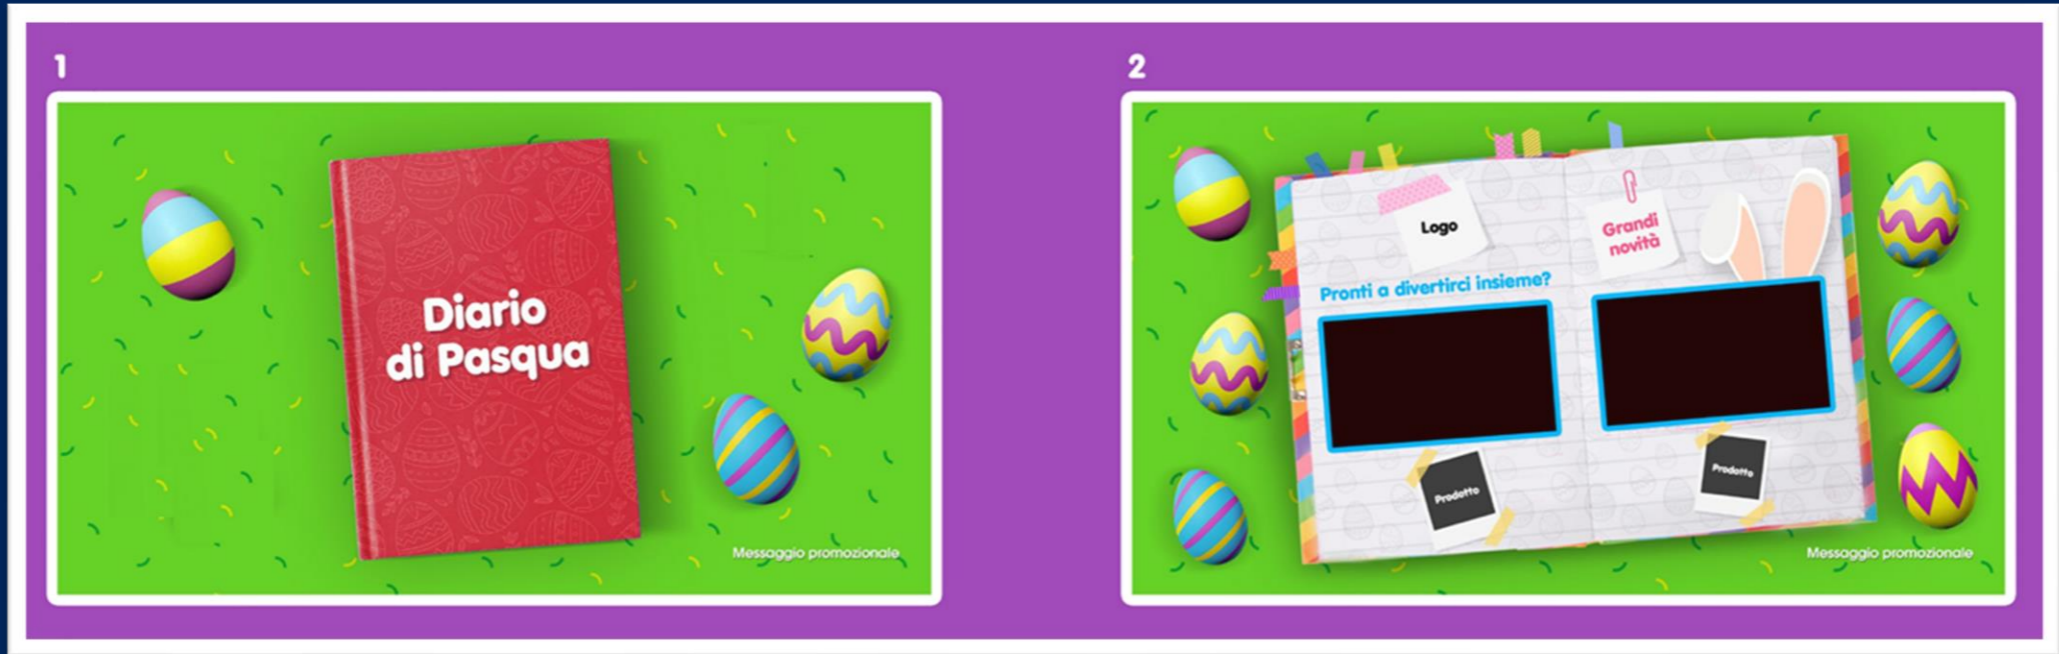 1
Diario
di Pasqua
Messaggio promozionale
2
Logo
Grandi
novità
Pronti a divertirci insieme?
Prodotto
Prodotto
Messaggio promozionale